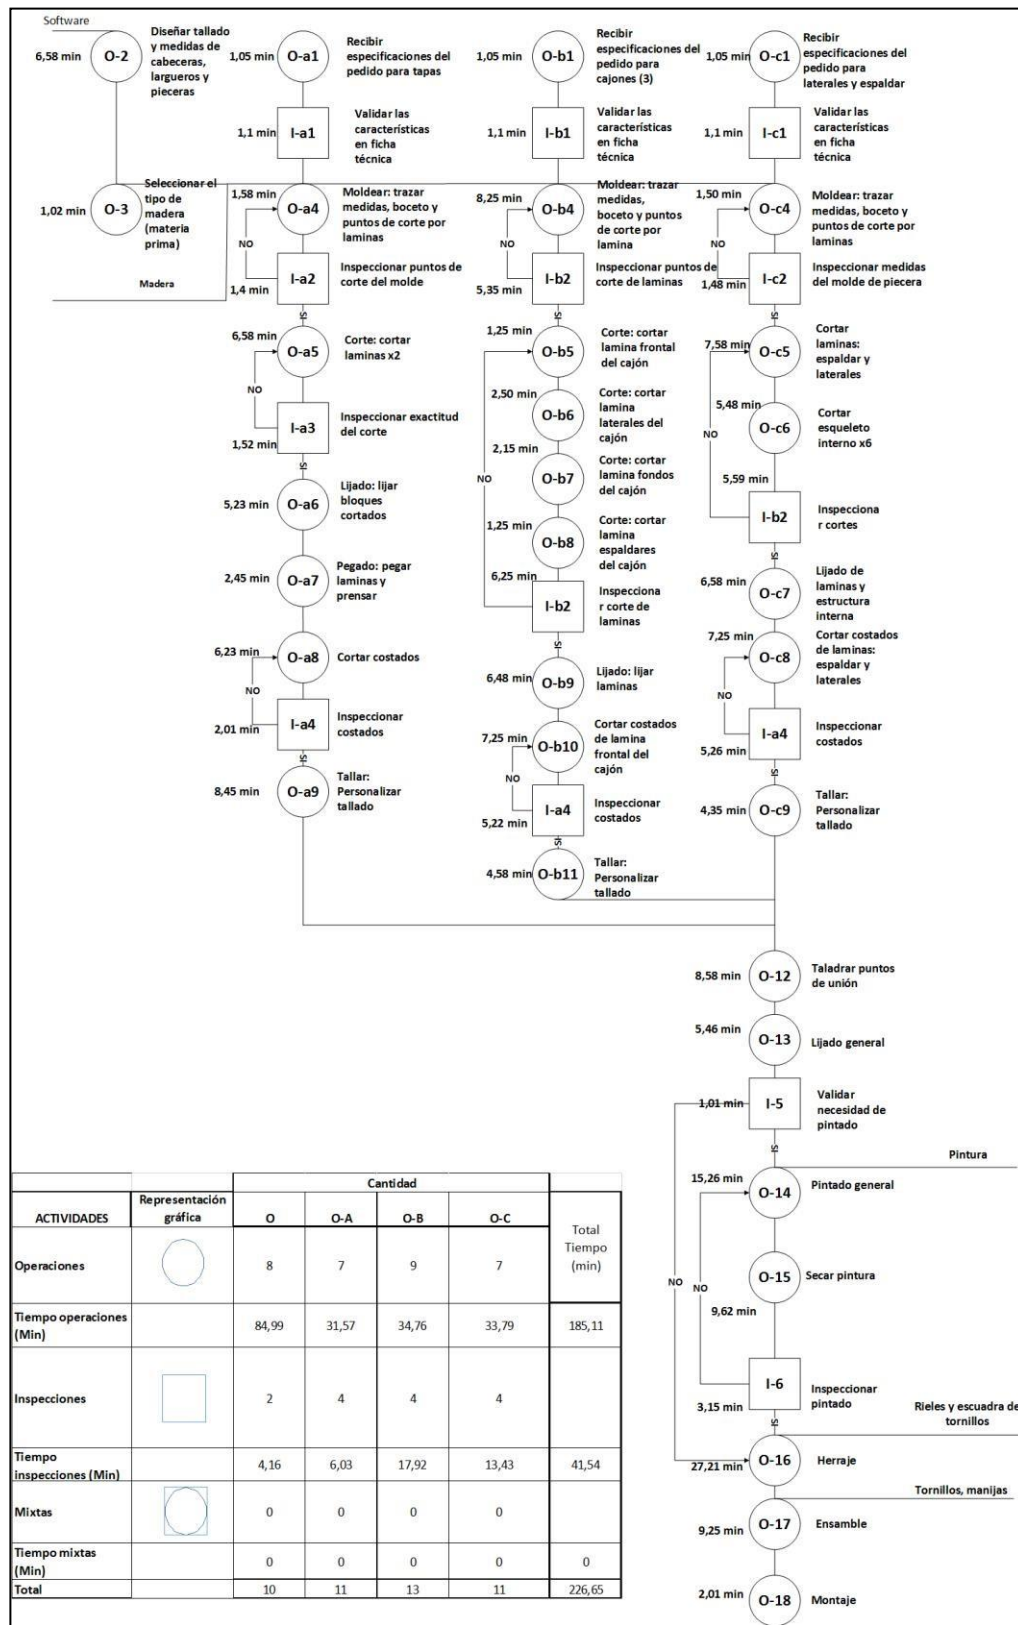 Software
6,58 min
O-2
Diseñar tallado
y medidas de
cabeceras,
largueros y
pieceras
1,05 min
O-a1
Recibir
especificaciones del
pedido para tapas
1,05 min
O-b1
Recibir
especificaciones del
pedido para
cajones (3)
1,05 min
O-c1
Recibir
especificaciones del
pedido para
laterales y espaldar
1,1 min
I-a1
Validar las
características
en ficha
técnica
1,1 min
I-b1
Validar las
características
en ficha
técnica
1,1 min
I-c1
Validar las
características
en ficha
técnica
1,02 min
O-3
Seleccionar el
tipo de
madera
(materia
prima)
Madera
1,58 min
O-a4
Moldear: trazar
medidas, boceto y
puntos de corte por
laminas
NO
8,25 min
O-b4
Moldear: trazar
medidas,
boceto y puntos
de corte por
lamina
NO
1,50 min
O-c4
Moldear: trazar
medidas, boceto y
puntos de corte por
laminas
NO
1,4 min
I-a2
Inspeccionar puntos de
corte del molde
SI
5,35 min
I-b2
Inspeccionar puntos de
corte de laminas
SI
1,48 min
I-c2
Inspeccionar medidas
del molde de piecera
SI
6,58 min
O-a5
Corte: cortar
laminas x2
NO
1,52 min
I-a3
Inspeccionar exactitud
del corte
SI
5,23 min
O-a6
Lijado: lijar
bloques
cortados
2,45 min
O-a7
Pegado: pegar
laminas y
prensar
6,23 min
O-a8
Cortar costados
NO
2,01 min
I-a4
Inspeccionar
costados
SI
8,45 min
O-a9
Tallar:
Personalizar
tallado
1,25 min
O-b5
Corte: cortar
lamina frontal
del cajón
2,50 min
O-b6
Corte: cortar
lamina
laterales del
cajón
2,15 min
O-b7
Corte: cortar
lamina fondos
del cajón
NO
1,25 min
O-b8
Corte: cortar
lamina
espaldares
del cajón
6,25 min
I-b2
Inspecciona
r corte de
laminas
SI
6,48 min
O-b9
Lijado: lijar
laminas
7,25 min
O-b10
Cortar costados
de lamina
frontal del
cajón
NO
5,22 min
I-a4
Inspeccionar
costados
SI
4,58 min
O-b11
Tallar:
Personalizar
tallado
7,58 min
O-c5
Cortar
laminas:
espaldar y
laterales
5,48 min
O-c6
Cortar
esqueleto
interno x6
NO
5,59 min
I-b2
Inspecciona
r cortes
SI
6,58 min
O-c7
Lijado de
laminas y
estructura
interna
7,25 min
O-c8
Cortar costados
de laminas:
espaldar y
laterales
NO
5,26 min
I-a4
Inspeccionar
costados
SI
4,35 min
O-c9
Tallar:
Personalizar
tallado
8,58 min
O-12
Taladrar puntos
de unión
5,46 min
O-13
Lijado general
1,01 min
I-5
Validar
necesidad de
pintado
SI
Pintura
15,26 min
O-14
Pintado general
NO
NO
O-15
Secar pintura
9,62 min
I-6
Inspeccionar
pintado
3,15 min
SI
Rieles y escuadra de
tornillos
27,21 min
O-16
Herraje
Tornillos, manijas
9,25 min
O-17
Ensamble
2,01 min
O-18
Montaje
Cantidad
ACTIVIDADES
Representación
gráfica
O
O-A
O-B
O-C
Total
Tiempo
(min)
Operaciones
8
7
9
7
Tiempo operaciones
(Min)
84,99
31,57
34,76
33,79
185,11
Inspecciones
2
4
4
4
Tiempo
inspecciones (Min)
4,16
6,03
17,92
13,43
41,54
Mixtas
0
0
0
0
Tiempo mixtas
(Min)
0
0
0
0
0
Total
10
11
13
11
226,65